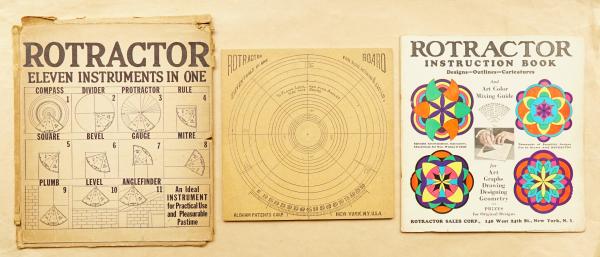 ROTRACTOR
ELEVEN INSTRUMENTS IN ONE
COMPASS
1
DIVIDER
2
PROTRACTOR
3
RULE
4
SQUARE
5
BEVEL
6
GAUGE
7
MITRE
8
PLUMB
9
LEVEL
10
ANGLEFINDER
11
An Ideal
INSTRUMENT
for Practical Use
and Pleasurable
Pastime
ROTRACTOR
BOARD
ALDHAM PATENTS CORP.
NEW YORK, N.Y. U.S.A.
ROTRACTOR
INSTRUCTION BOOK
Designs—Outlines—Caricatures
And
Art Color
Mixing Guide
for
Art
Graphs
Drawing
Designing
Geometry
PRIZES
for Original Designs
ROTRACTOR SALES CORP., 140 West 24th St., New York, N. Y.